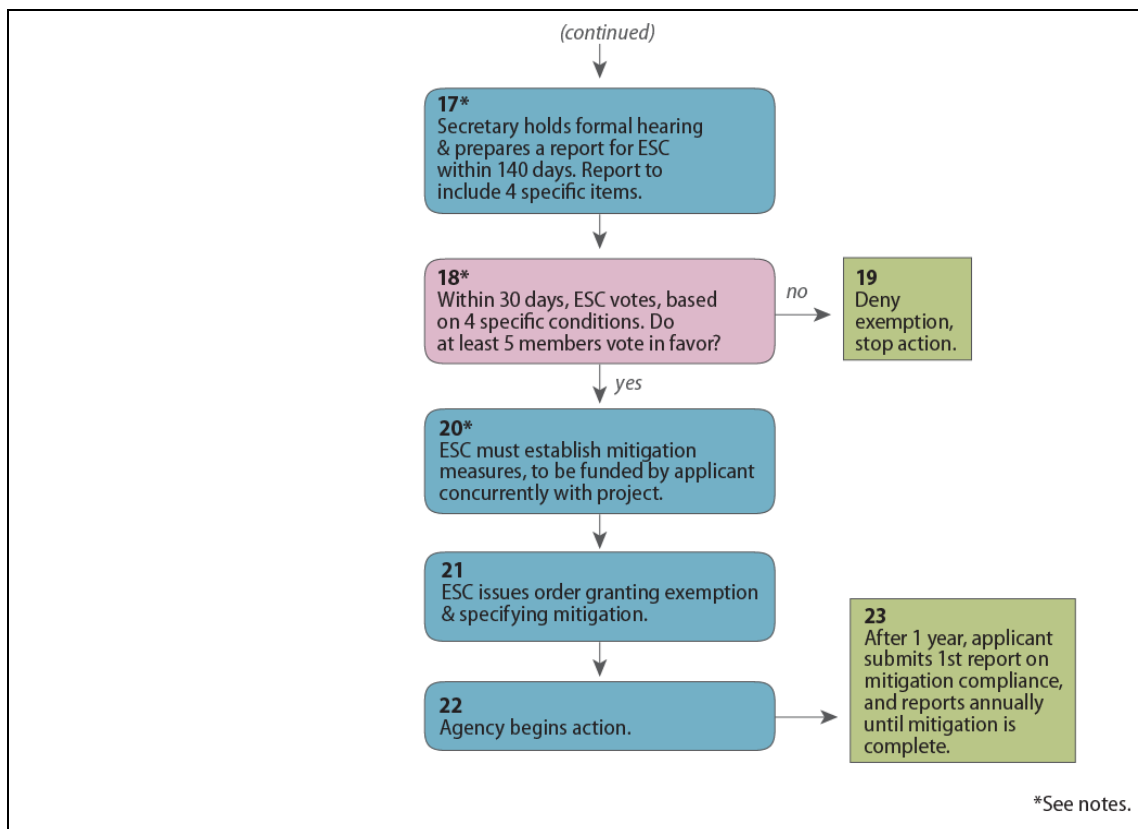 (continued)
17*
Secretary holds formal hearing
& prepares a report for ESC
within 140 days. Report to
include 4 specific items.
18*
Within 30 days, ESC votes, based
on 4 specific conditions. Do
at least 5 members vote in favor?
no
19
Deny
exemption,
stop action.
yes
20*
ESC must establish mitigation
measures, to be funded by applicant
concurrently with project.
21
ESC issues order granting exemption
& specifying mitigation.
22
Agency begins action.
23
After 1 year, applicant
submits 1st report on
mitigation compliance,
and reports annually
until mitigation is
complete.
*See notes.